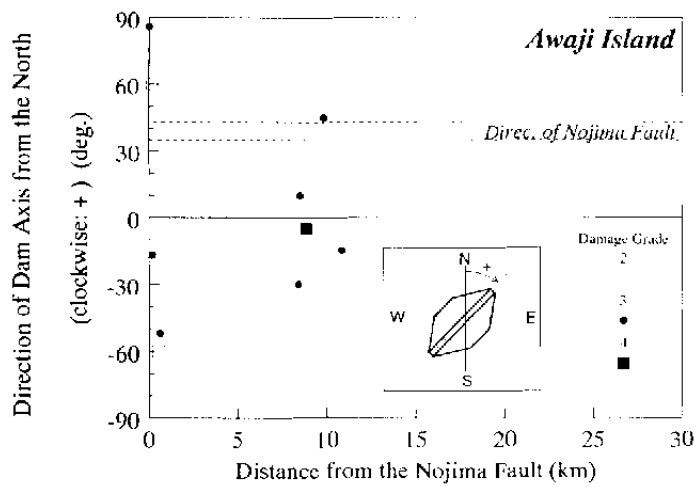 Awaji Island
Direc. of Nojima Fault
Direction of Dam Axis from the North
(clockwise: +) (deg.)
90
60
30
0
-30
-60
-90
Damage Grade
2
3
4
N
+
W
E
S
0
5
10
15
20
25
30
Distance from the Nojima Fault (km)